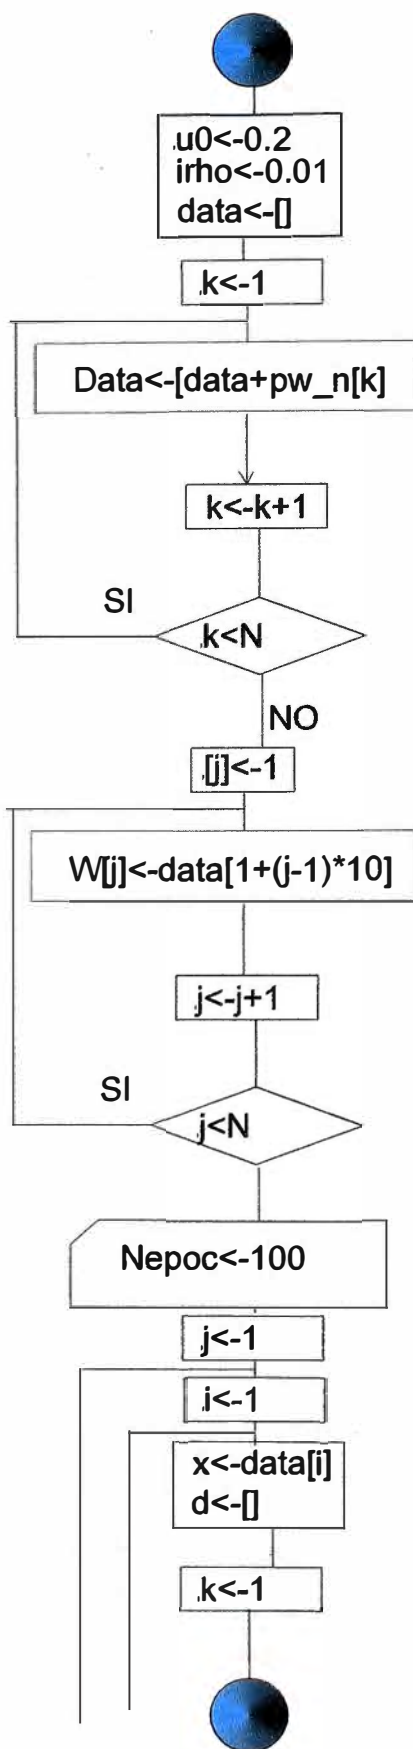 .u0<-0.2
irho<-0.01
data<-[]
.k<-1
Data<-[data+pw_n[k]
k<-k+1
SI
.k<N
NO
.[j]<-1
W[j]<-data[1+(j-1)*10]
.j<-j+1
SI
.j<N
Nepoc<-100
.j<-1
.i<-1
x<-data[i]
d<-[]
.k<-1